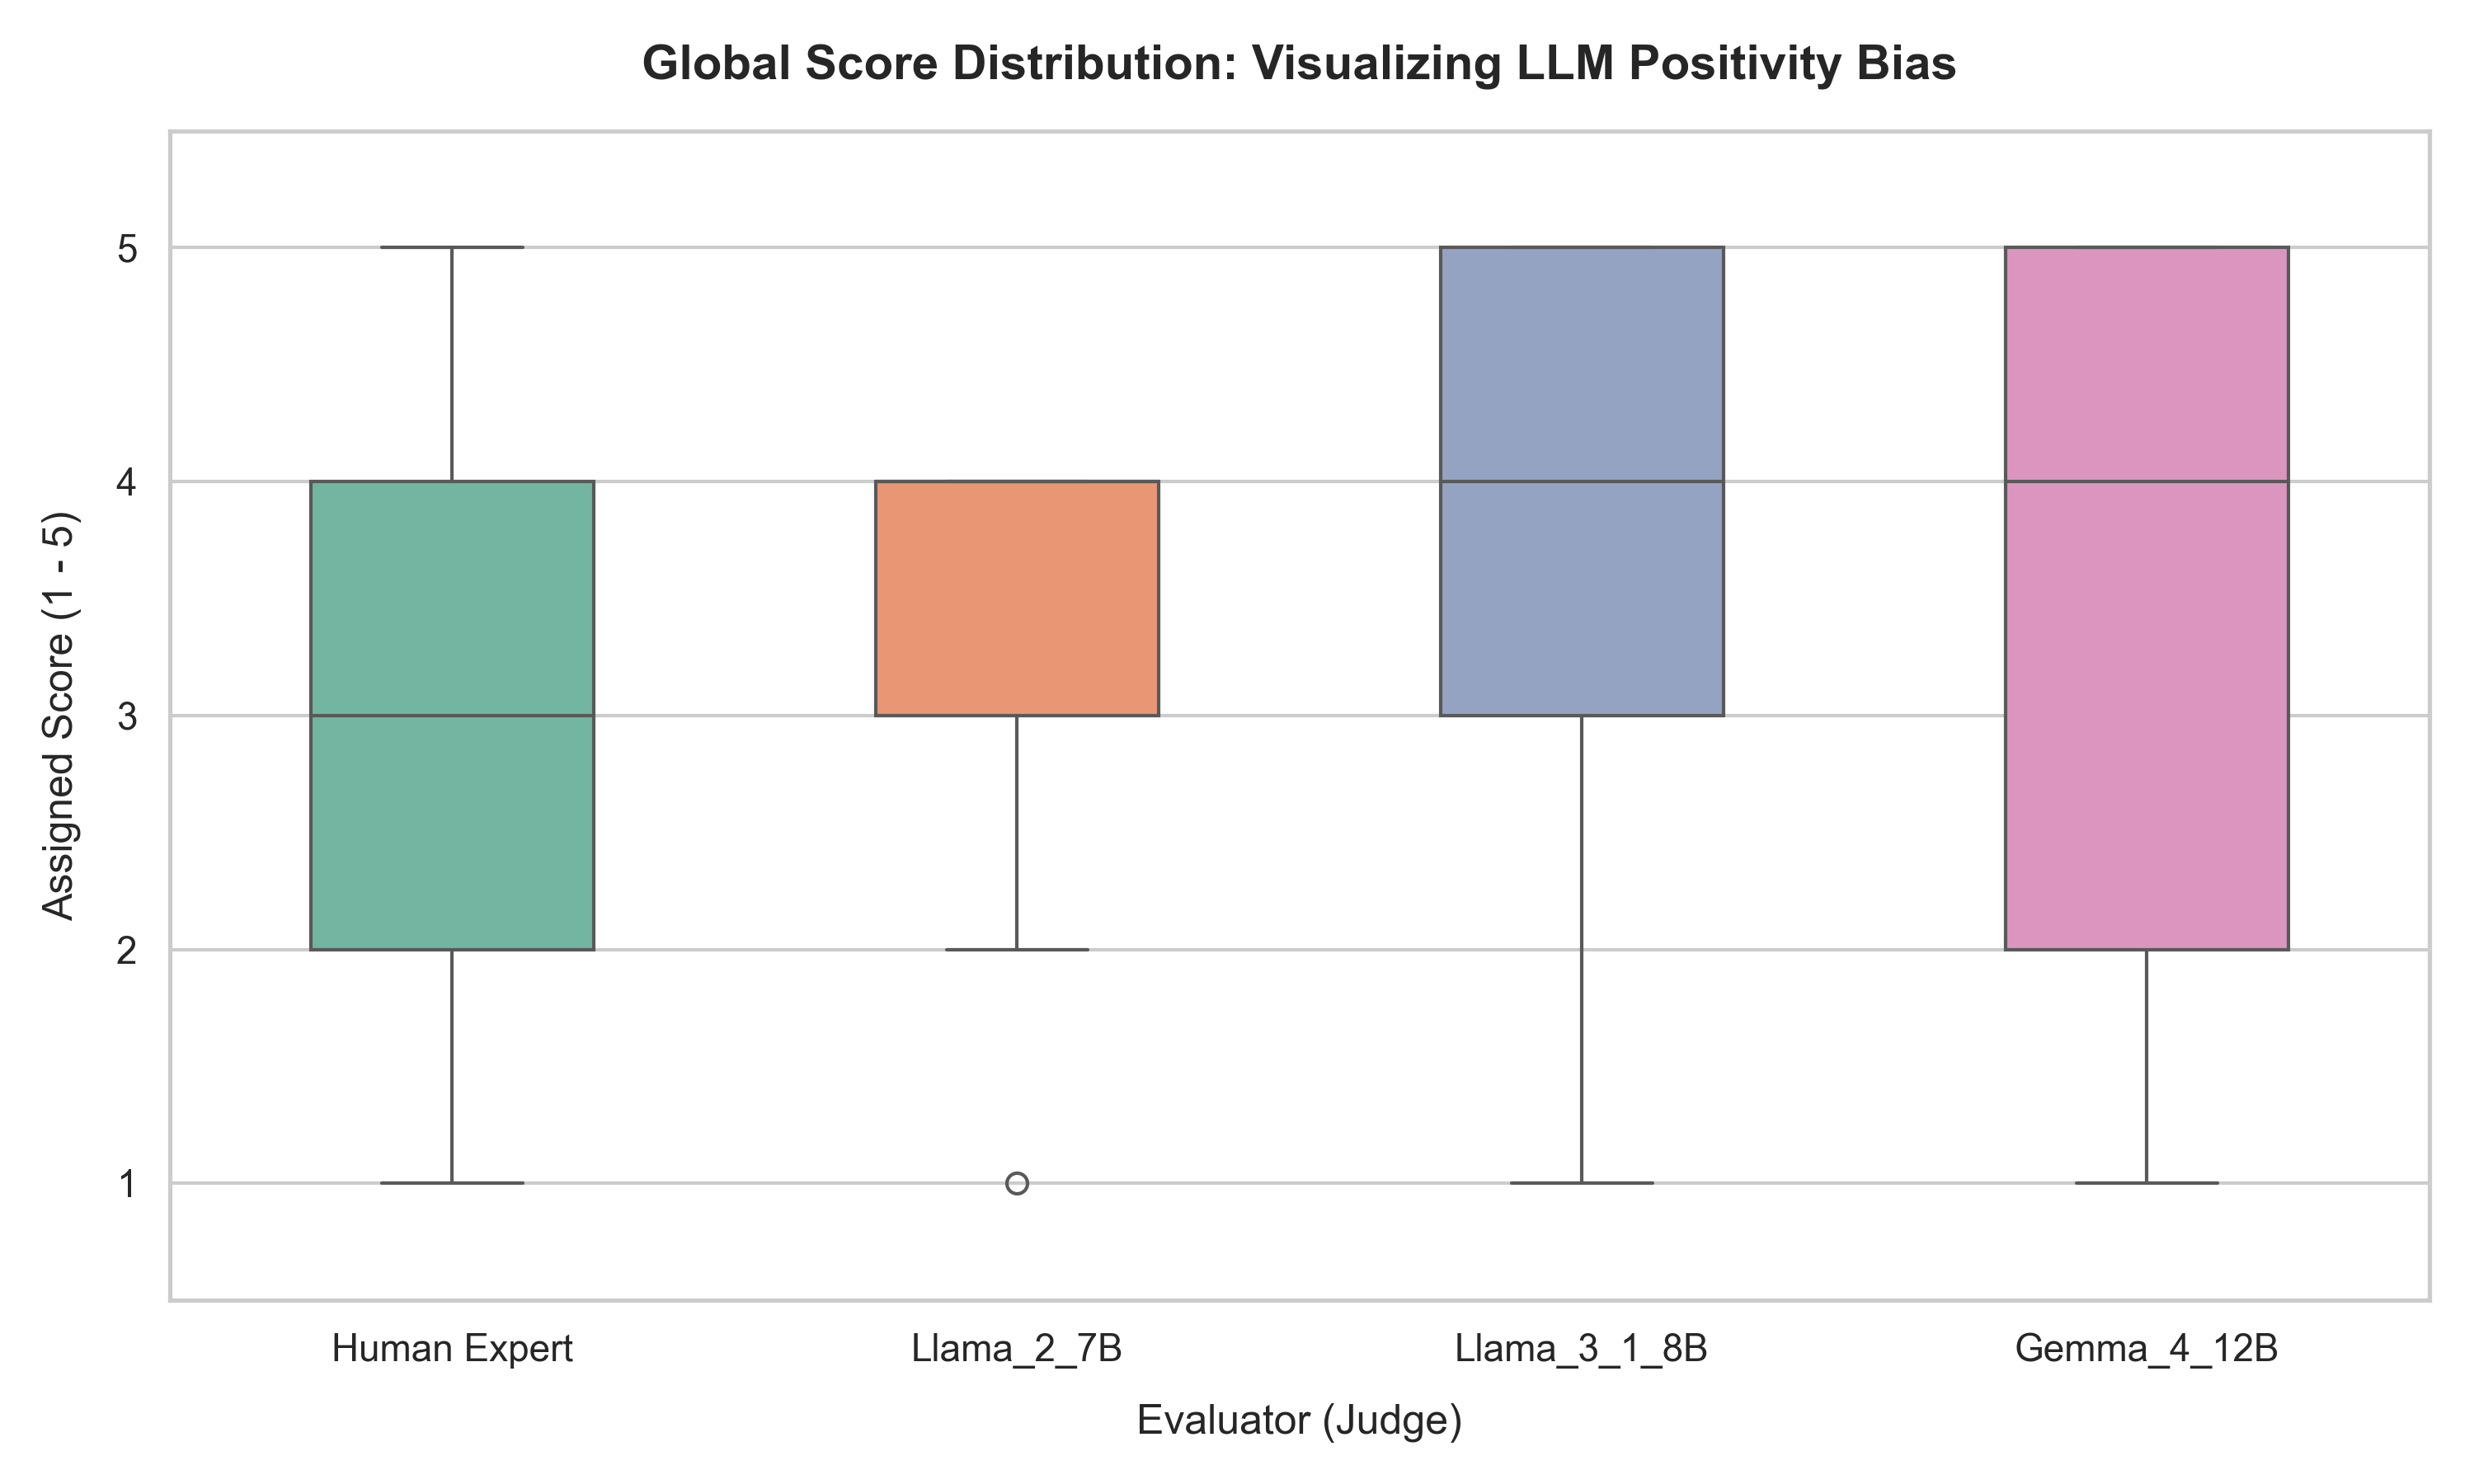 Global Score Distribution: Visualizing LLM Positivity Bias
Assigned Score (1 - 5)
5
4
3
2
1
Human Expert
Llama_2_7B
Llama_3_1_8B
Gemma_4_12B
Evaluator (Judge)